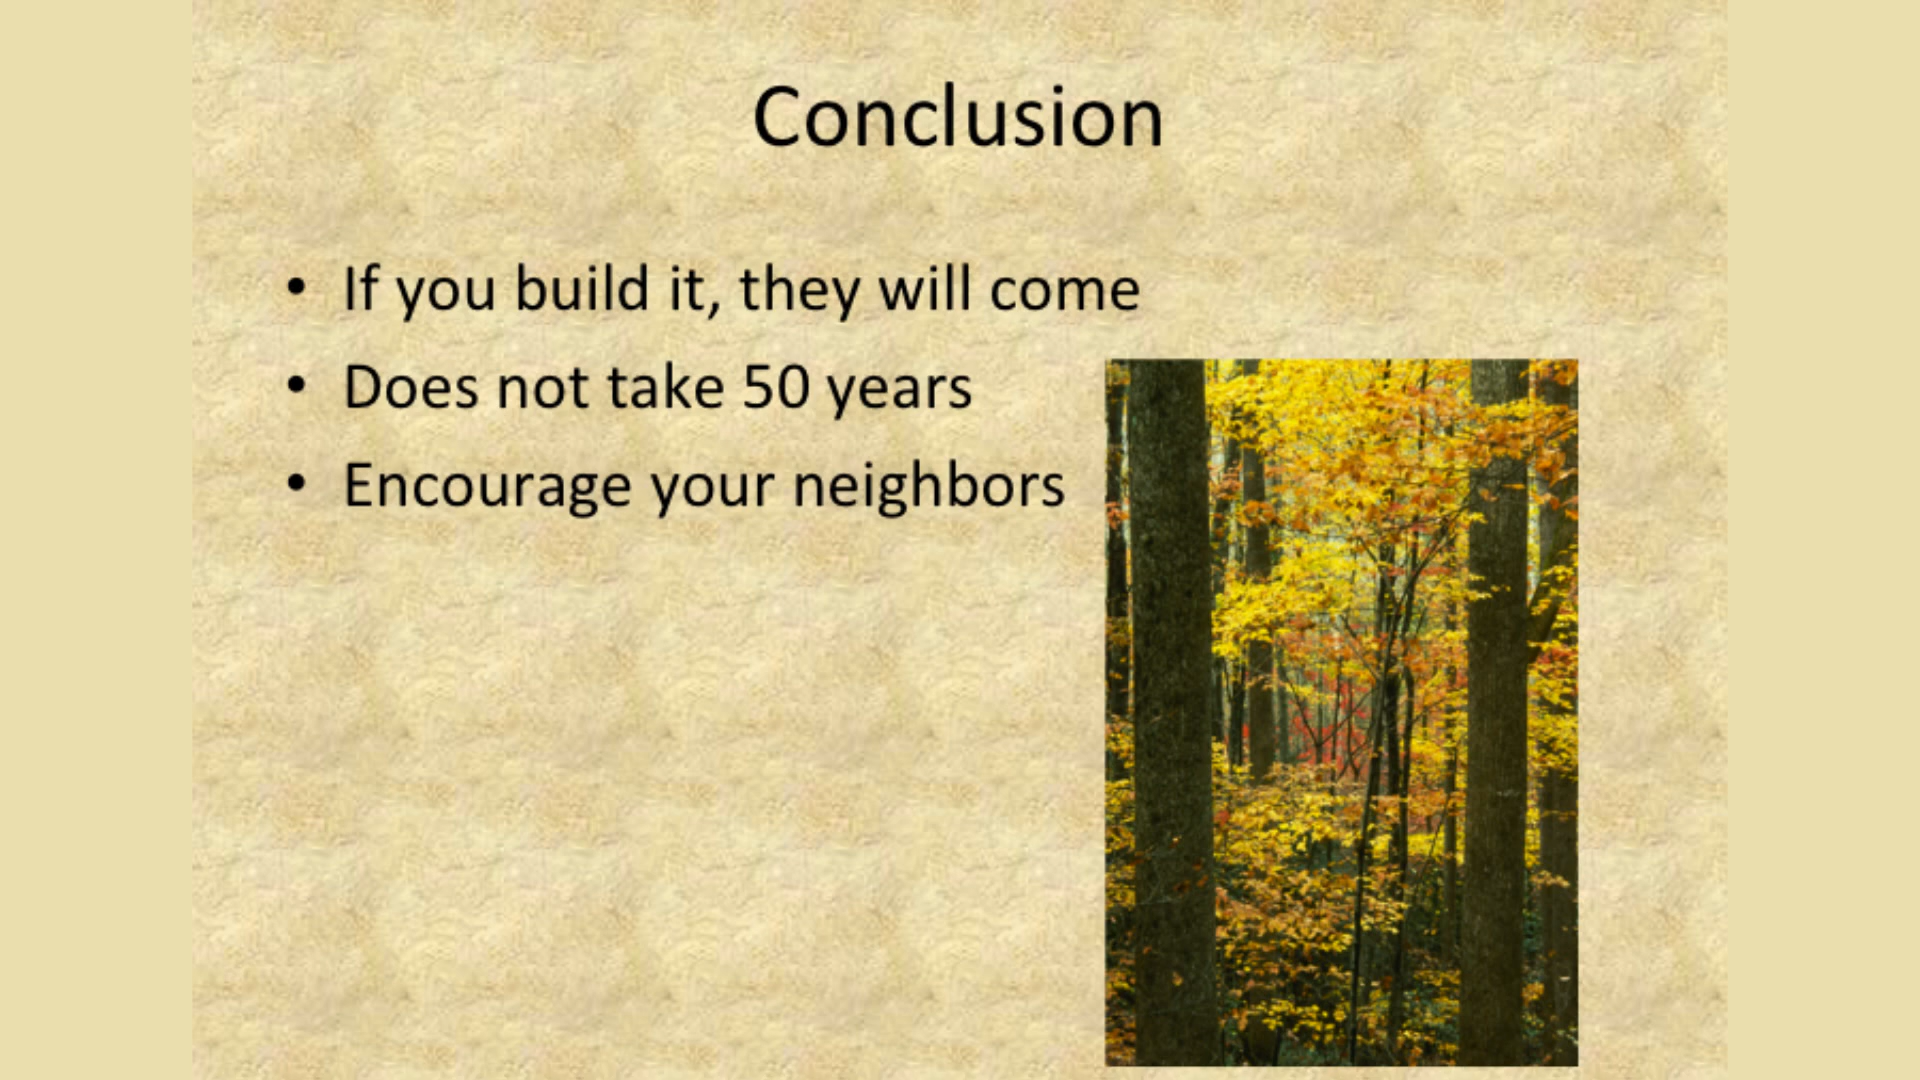 Conclusion
• If you build it, they will come
• Does not take 50 years
• Encourage your neighbors